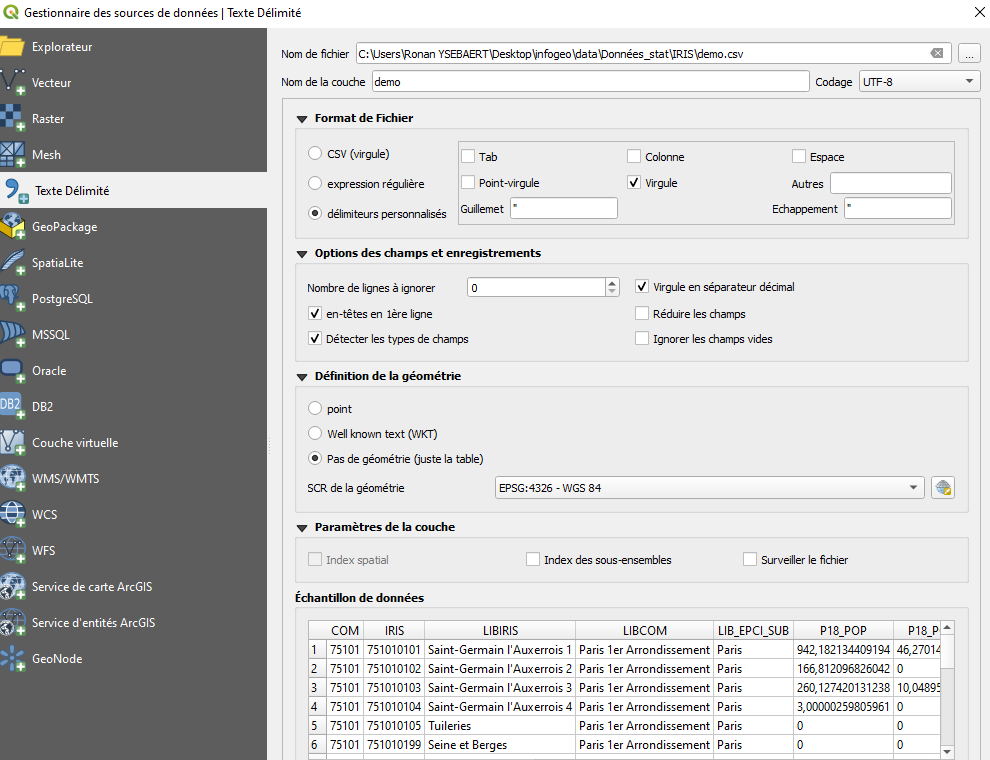 Gestionnaire des sources de données | Texte Délimité
Explorateur
Vecteur
Raster
Mesh
Texte Délimité
GeoPackage
SpatiaLite
PostgreSQL
MSSQL
Oracle
DB2
DB2
Couche virtuelle
WMS/WMTS
WCS
WFS
Service de carte ArcGIS
Service d'entités ArcGIS
GeoNode
Nom de fichier C:\Users\Ronan YSEBAERT\Desktop\infogeo\data\Données_stat\IRIS\demo.csv ...
Nom de la couche demo Codage UTF-8
Format de Fichier
CSV (virgule)
expression régulière
délimiteurs personnalisés
Tab Colonne Espace
Point-virgule Virgule Autres
Guillemet " Echappement "
Options des champs et enregistrements
Nombre de lignes à ignorer 0 Virgule en séparateur décimal
en-têtes en 1ère ligne Réduire les champs
Détecter les types de champs Ignorer les champs vides
Définition de la géométrie
point
Well known text (WKT)
Pas de géométrie (juste la table)
SCR de la géométrie EPSG:4326 - WGS 84
Paramètres de la couche
Index spatial Index des sous-ensembles Surveiller le fichier
Échantillon de données
COM IRIS LIBIRIS LIBCOM LIB_EPCI_SUB P18_POP P18_P
1 75101 751010101 Saint-Germain l'Auxerrois 1 Paris 1er Arrondissement Paris 942,182134409194 46,27014
2 75101 751010102 Saint-Germain l'Auxerrois 2 Paris 1er Arrondissement Paris 166,812096826042 0
3 75101 751010103 Saint-Germain l'Auxerrois 3 Paris 1er Arrondissement Paris 260,127420131238 10,04895
4 75101 751010104 Saint-Germain l'Auxerrois 4 Paris 1er Arrondissement Paris 3,00000259805961 0
5 75101 751010105 Tuileries Paris 1er Arrondissement Paris 0 0
6 75101 751010199 Seine et Berges Paris 1er Arrondissement Paris 0 0